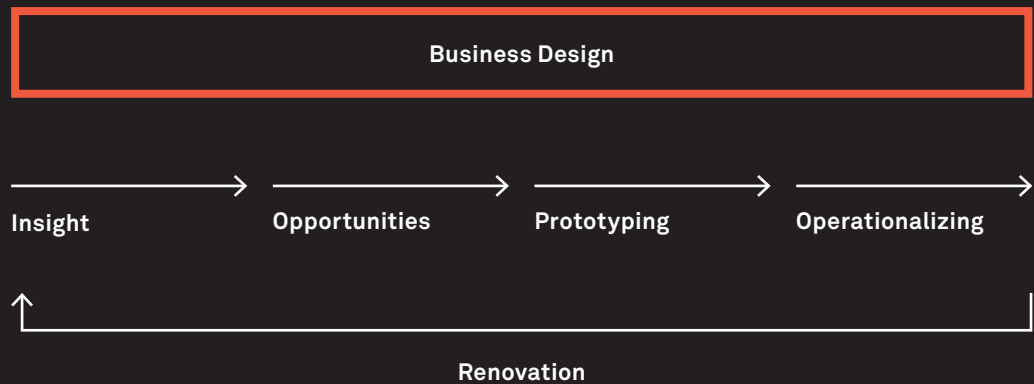 Business Design
Insight
Opportunities
Prototyping
Operationalizing
Renovation